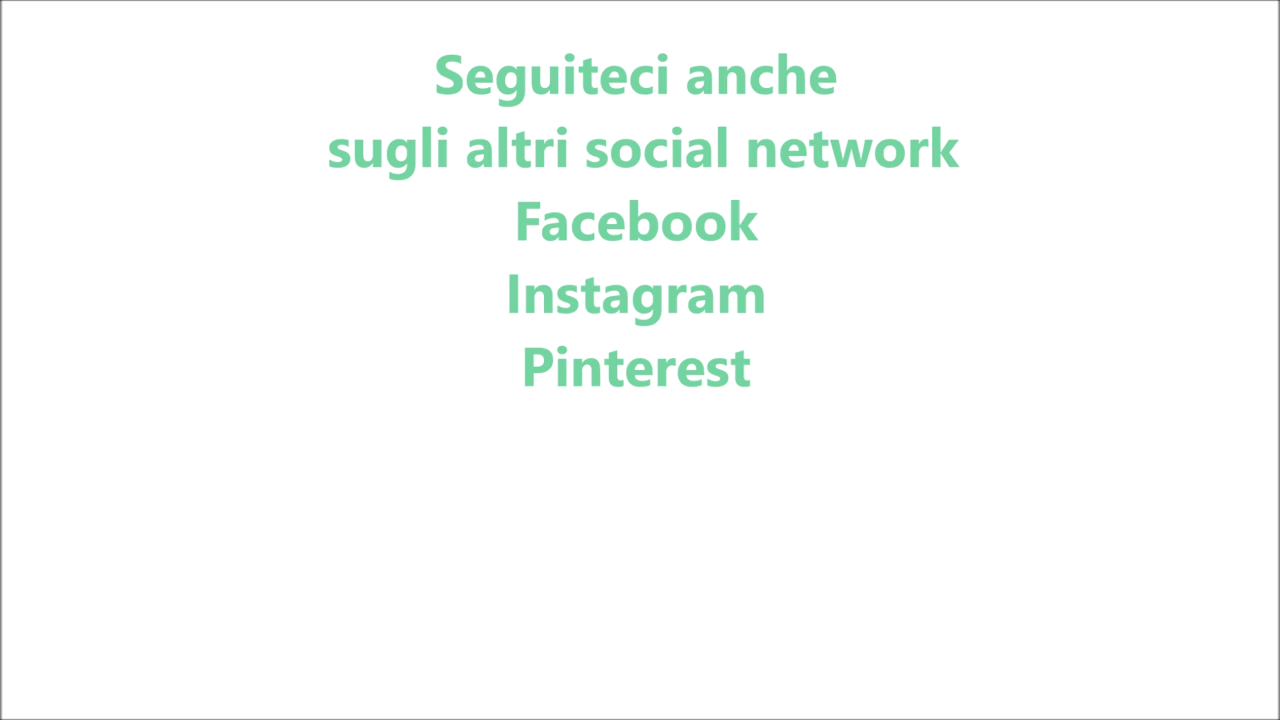 Seguiteci anche
sugli altri social network
Facebook
Instagram
Pinterest